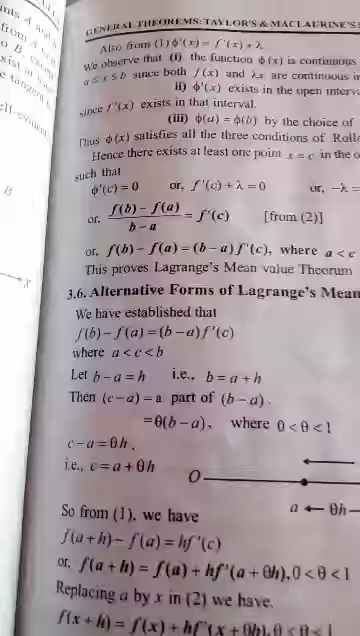 GENERAL THEOREMS: TAYLOR'S & MACLAURINE'S
Also from (1) ϕ'(x) = f'(x) + λ
We observe that (i) the function ϕ(x) is continuous
a ≤ x ≤ b since both f(x) and λx are continuous in
ii) ϕ'(x) exists in the open
since f'(x) exists in that interval.
(iii) ϕ(a) = ϕ(b) by the choice of
Thus ϕ(x) satisfies all the three conditions of
Hence there exists at least one point x = c in the
such that
ϕ'(c) = 0 or, f'(c) + λ = 0 or, -λ =
or, (f(b) - f(a))/(b - a) = f'(c) [from (2)]
or, f(b) - f(a) = (b - a) f'(c), where a < c
This proves Lagrange's Mean value Theorum
3.6. Alternative Forms of Lagrange's Mean
We have established that
f(b) - f(a) = (b - a) f'(c)
where a < c < b
Let b - a = h i.e., b = a + h
Then (c - a) = a part of (b - a).
= θ(b - a), where 0 < θ < 1
c - a = θh.
i.e., c = a + θh
O
a ← θh
So from (1), we have
f(a + h) - f(a) = hf'(c)
or, f(a + h) = f(a) + hf'(a + θh), 0 < θ < 1
Replacing a by x in (2) we have.
f(x + h) = f(x) + hf'(x + θh), 0 < θ < 1
B
x